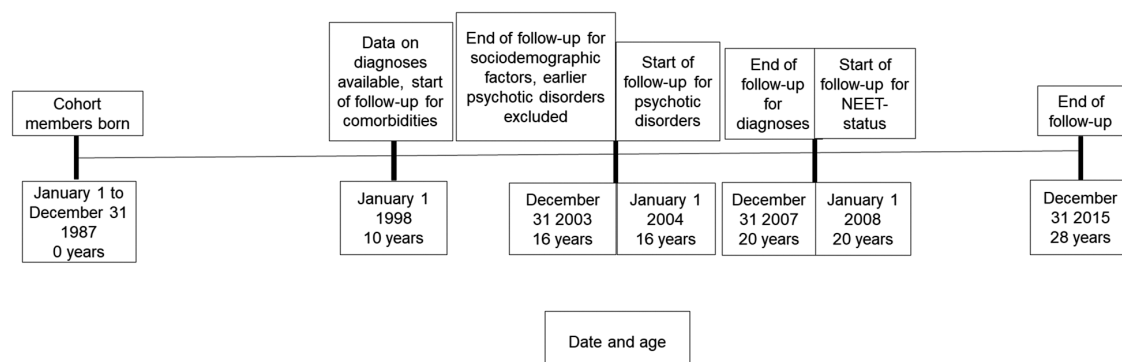 Cohort
members born
Data on
diagnoses
available, start
of follow-up for
comorbidities
End of follow-up for
sociodemographic
factors, earlier
psychotic disorders
excluded
Start of
follow-up for
psychotic
disorders
End of
follow-up
for
diagnoses
Start of
follow-up for
NEET-
status
End of
follow-up
January 1 to
December 31
1987
0 years
January 1
1998
10 years
December
31 2003
16 years
January 1
2004
16 years
December
31 2007
20 years
January 1
2008
20 years
December
31 2015
28 years
Date and age